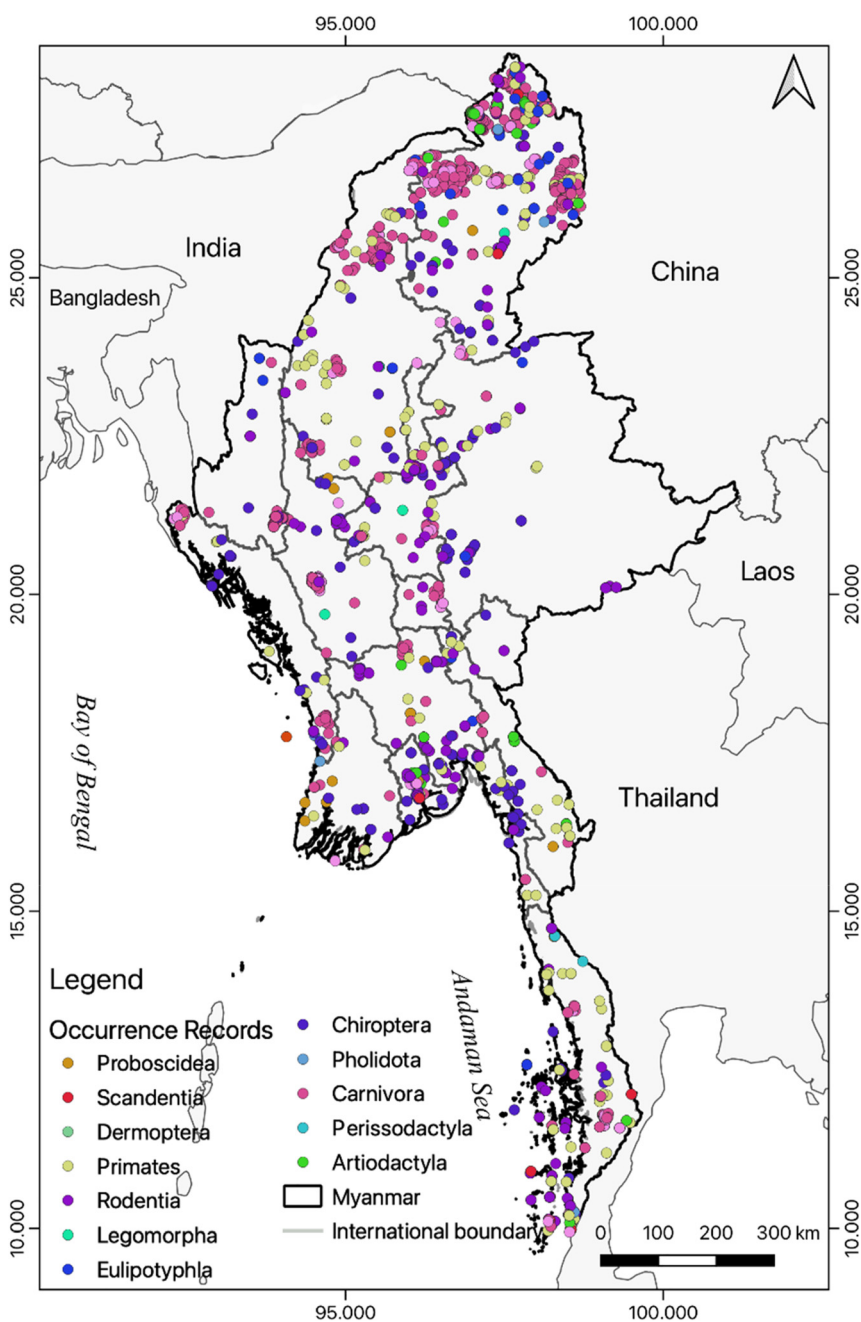 95.000
100.000
India
China
25.000
25.000
Bangladesh
Laos
20.000
20.000
Bay of Bengal
Thailand
15.000
15.000
Andaman Sea
Legend
Occurrence Records
Proboscidea
Scandentia
Dermoptera
Primates
Rodentia
Legomorpha
Eulipotyphla
Chiroptera
Pholidota
Carnivora
Perissodactyla
Artiodactyla
Myanmar
International boundary
0 100 200 300 km
10.000
10.000
95.000
100.000